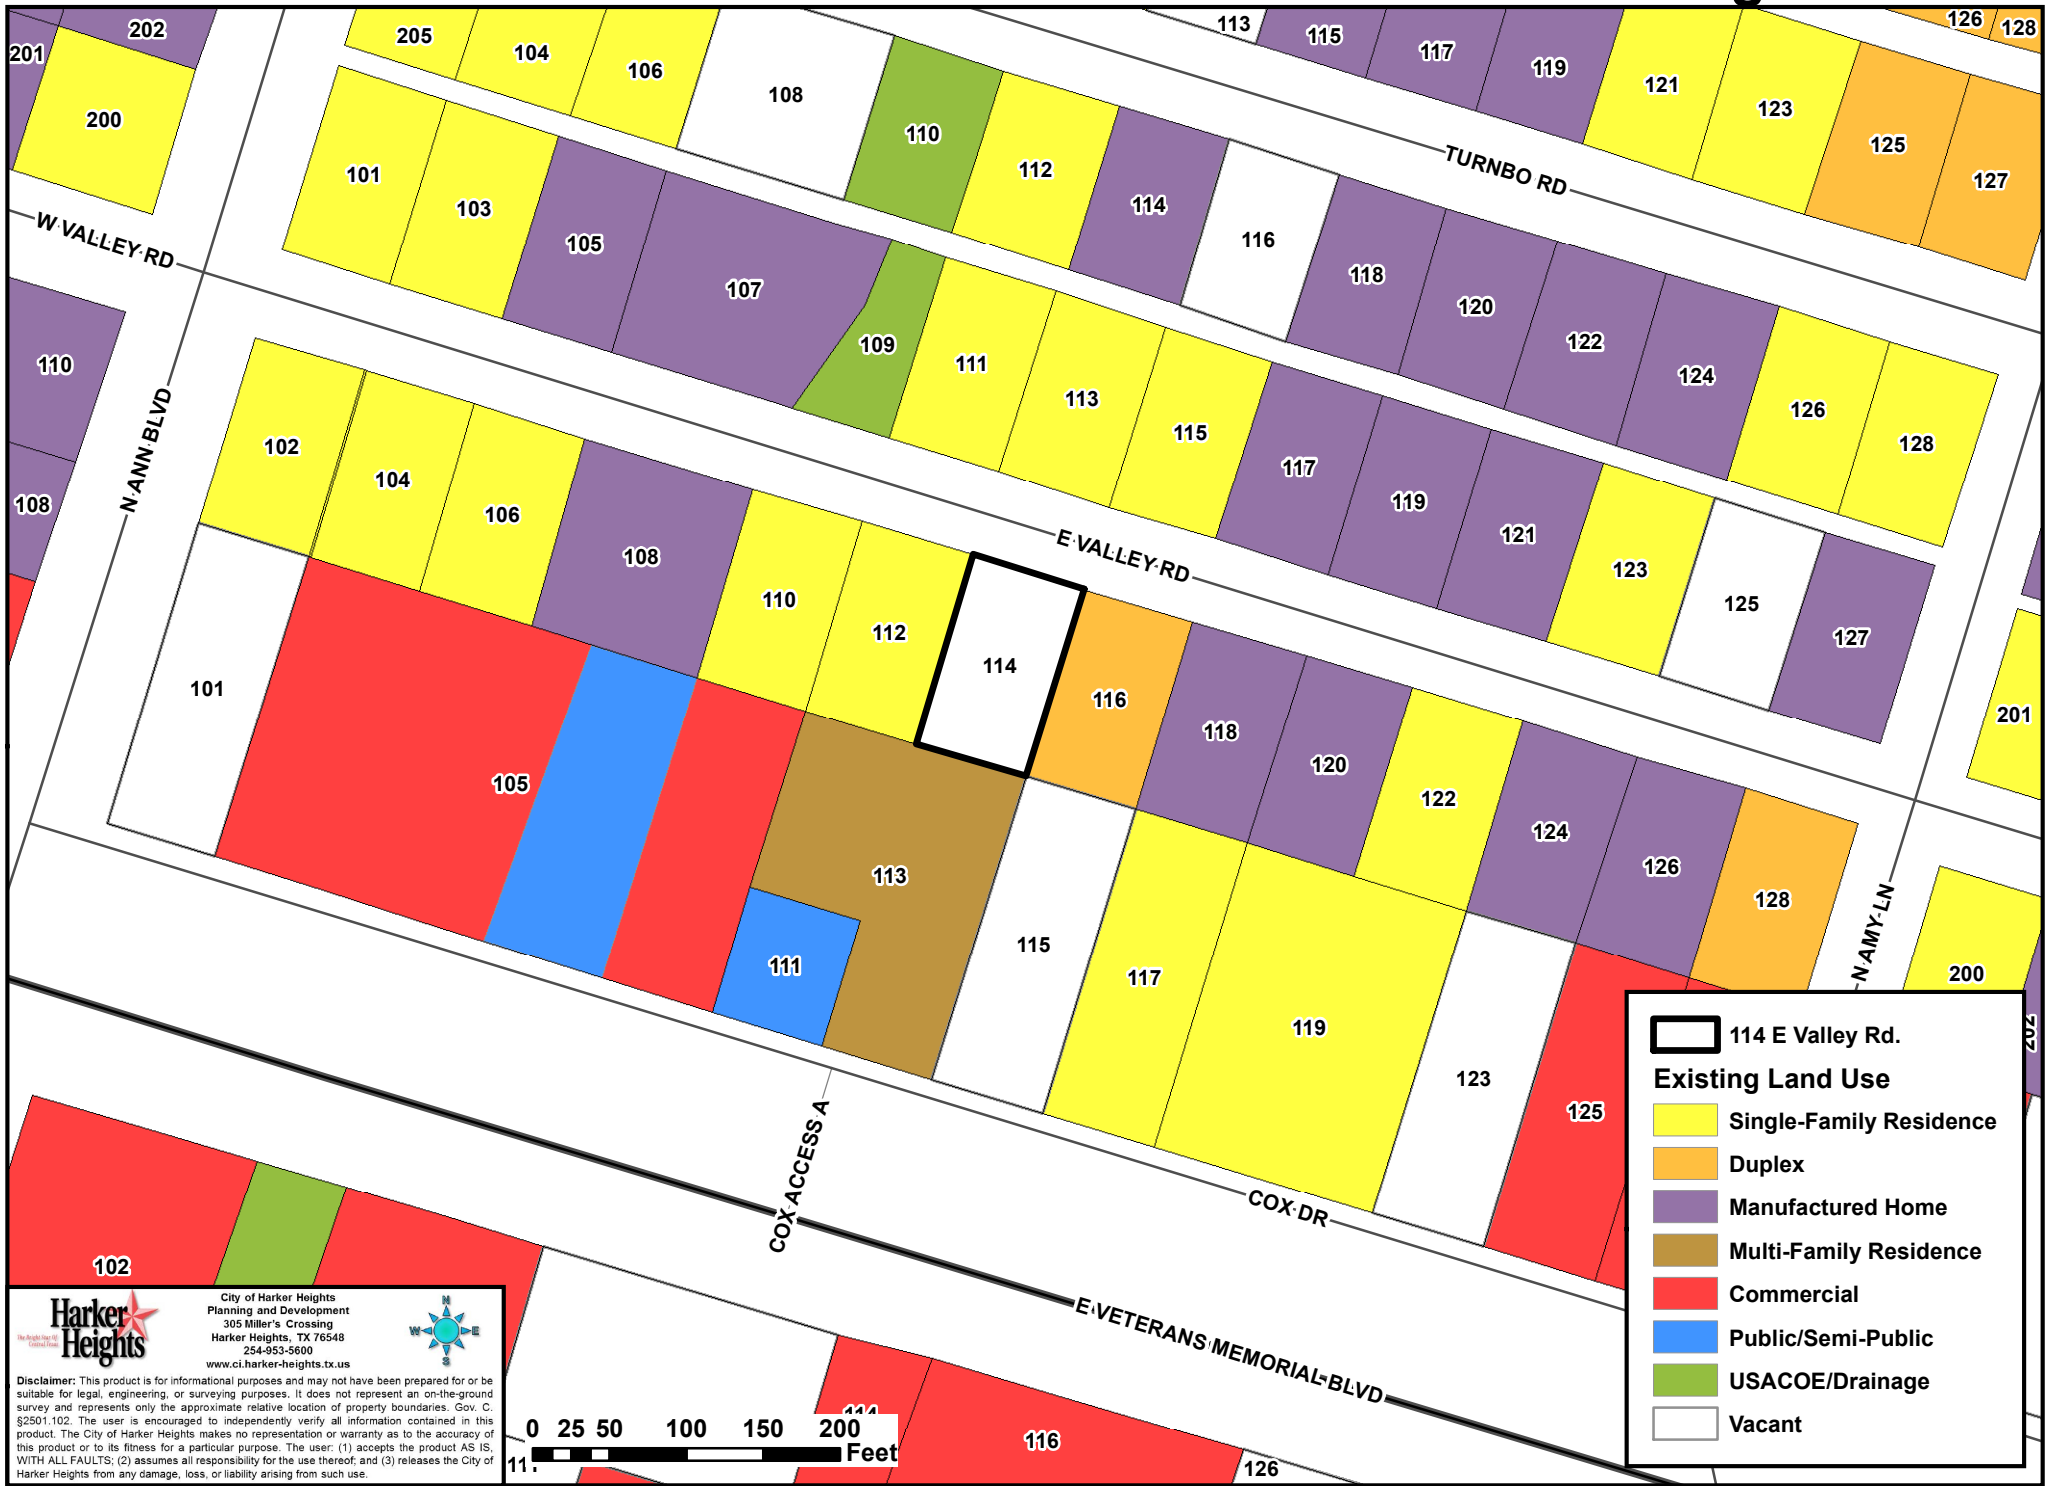 202
201
200
205
104
106
108
110
112
114
116
118
120
122
124
126
128
113
115
117
119
121
123
125
127
126
128
TURNBO RD
W VALLEY RD
101
103
105
107
109
111
113
115
117
119
121
123
125
127
E VALLEY RD
110
108
N ANN BLVD
102
104
106
108
110
112
114
116
118
120
122
124
126
128
201
200
202
N AMY LN
101
105
111
113
115
117
119
123
125
COX DR
COX ACCESS A
E VETERANS MEMORIAL BLVD
102
114
116
126
114 E Valley Rd.
Existing Land Use
Single-Family Residence
Duplex
Manufactured Home
Multi-Family Residence
Commercial
Public/Semi-Public
USACOE/Drainage
Vacant
Harker
Heights
The Bright Star Of
Central Texas
City of Harker Heights
Planning and Development
305 Miller's Crossing
Harker Heights, TX 76548
254-953-5600
www.ci.harker-heights.tx.us
N
W E
S
Disclaimer: This product is for informational purposes and may not have been prepared for or be
suitable for legal, engineering, or surveying purposes. It does not represent an on-the-ground
survey and represents only the approximate relative location of property boundaries. Gov. C.
§2501.102. The user is encouraged to independently verify all information contained in this
product. The City of Harker Heights makes no representation or warranty as to the accuracy of
this product or to its fitness for a particular purpose. The user: (1) accepts the product AS IS,
WITH ALL FAULTS; (2) assumes all responsibility for the use thereof; and (3) releases the City of
Harker Heights from any damage, loss, or liability arising from such use.
0 25 50 100 150 200
Feet